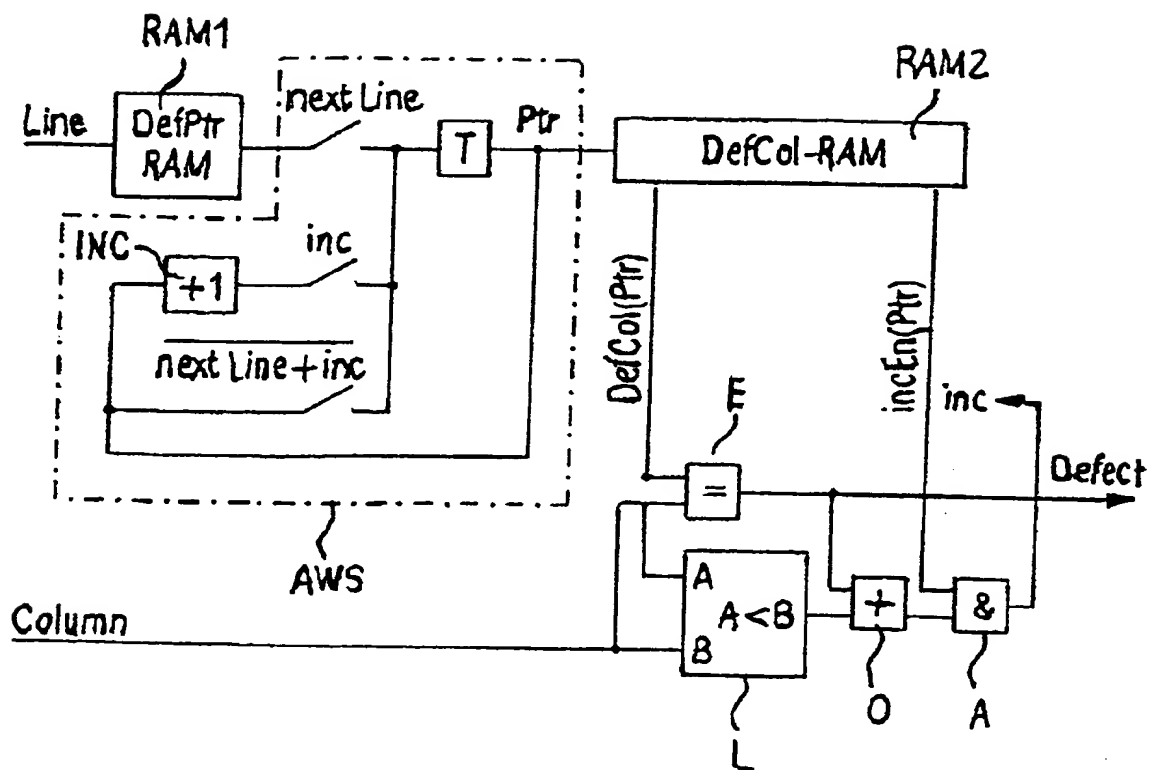 RAM1
RAM2
Line
DefPtr
RAM
next Line
T
Ptr
DefCol-RAM
INC
+1
inc
next Line + inc
DefCol(Ptr)
incEn(Ptr)
inc
E
=
Defect
AWS
A
A<B
B
+
&
Column
O
A
L